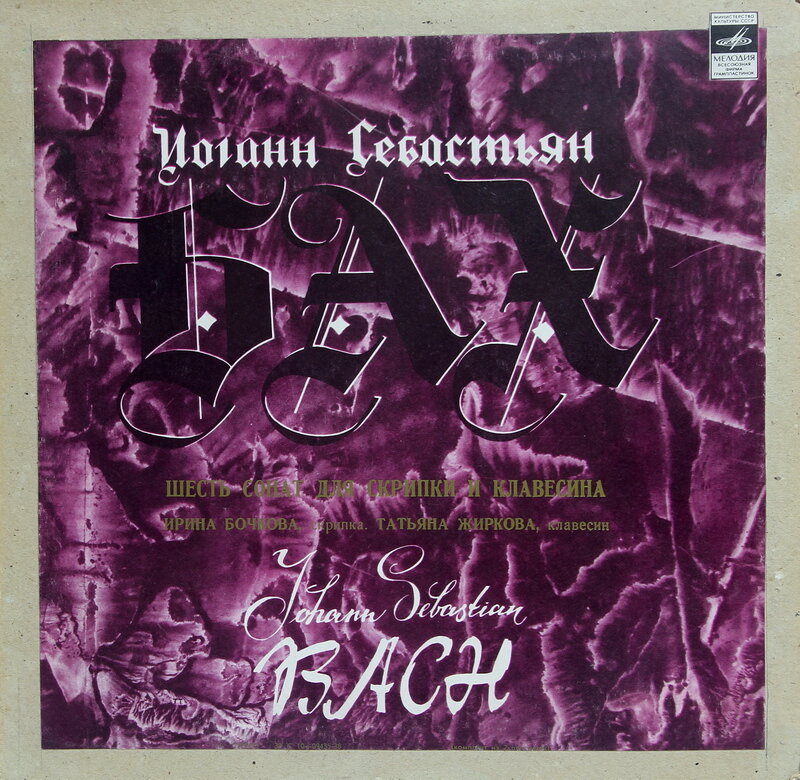 МИНИСТЕРСТВО
КУЛЬТУРЫ СССР
МЕЛОДИЯ
ВСЕСОЮЗНАЯ
ФИРМА
ГРАМПЛАСТИНОК
Иоганн Себастьян
БАХ
ШЕСТЬ СОНАТ ДЛЯ СКРИПКИ И КЛАВЕСИНА
ИРИНА БОЧКОВА, скрипка. ТАТЬЯНА ЖИРКОВА, клавесин
Johann Sebastian
BACH